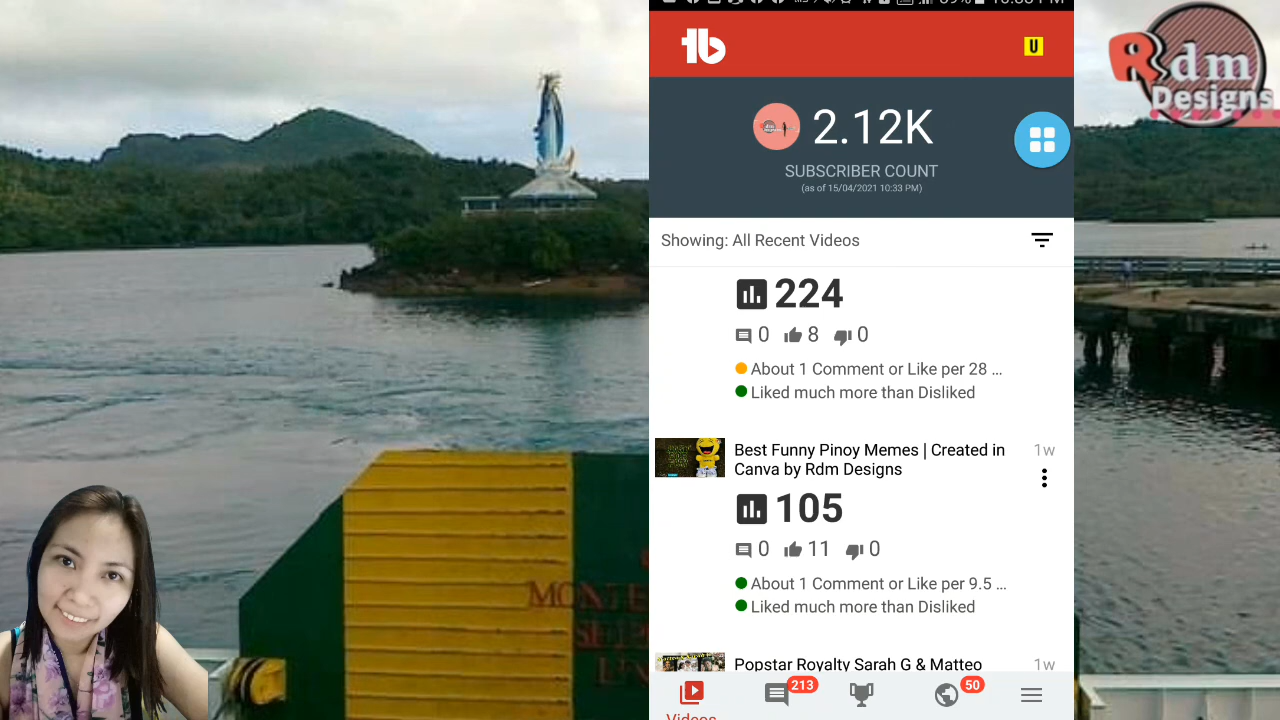 U
Rdm
Designs
2.12K
SUBSCRIBER COUNT
(as of 15/04/2021 10:33 PM)
Showing: All Recent Videos
224
0 8 0
About 1 Comment or Like per 28 ...
Liked much more than Disliked
Best Funny Pinoy Memes | Created in 1w
Canva by Rdm Designs
105
0 11 0
About 1 Comment or Like per 9.5 ...
Liked much more than Disliked
Popstar Royalty Sarah G & Matteo 1w
213 50
Videos